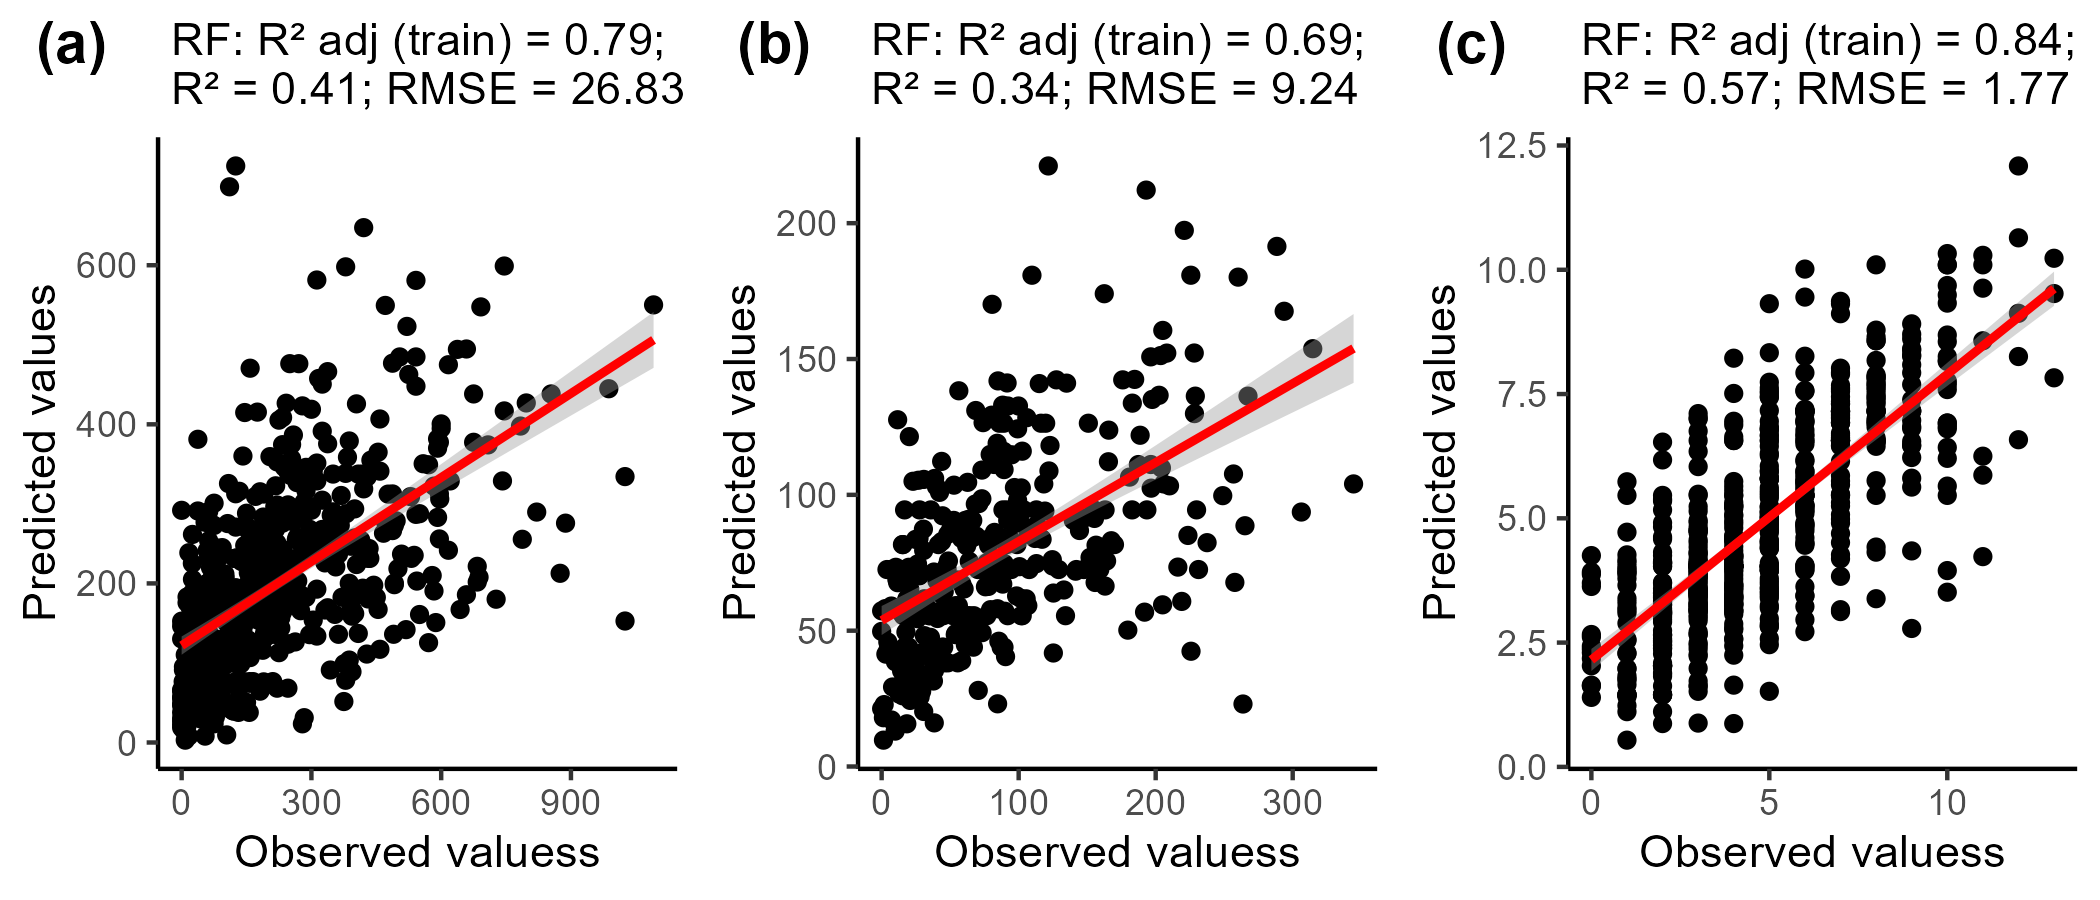 (a)
RF: R² adj (train) = 0.79;
R² = 0.41; RMSE = 26.83
Predicted values
600
400
200
0
0 300 600 900
Observed valuess
(b)
RF: R² adj (train) = 0.69;
R² = 0.34; RMSE = 9.24
Predicted values
200
150
100
50
0
0 100 200 300
Observed valuess
(c)
RF: R² adj (train) = 0.84;
R² = 0.57; RMSE = 1.77
Predicted values
12.5
10.0
7.5
5.0
2.5
0.0
0 5 10
Observed valuess